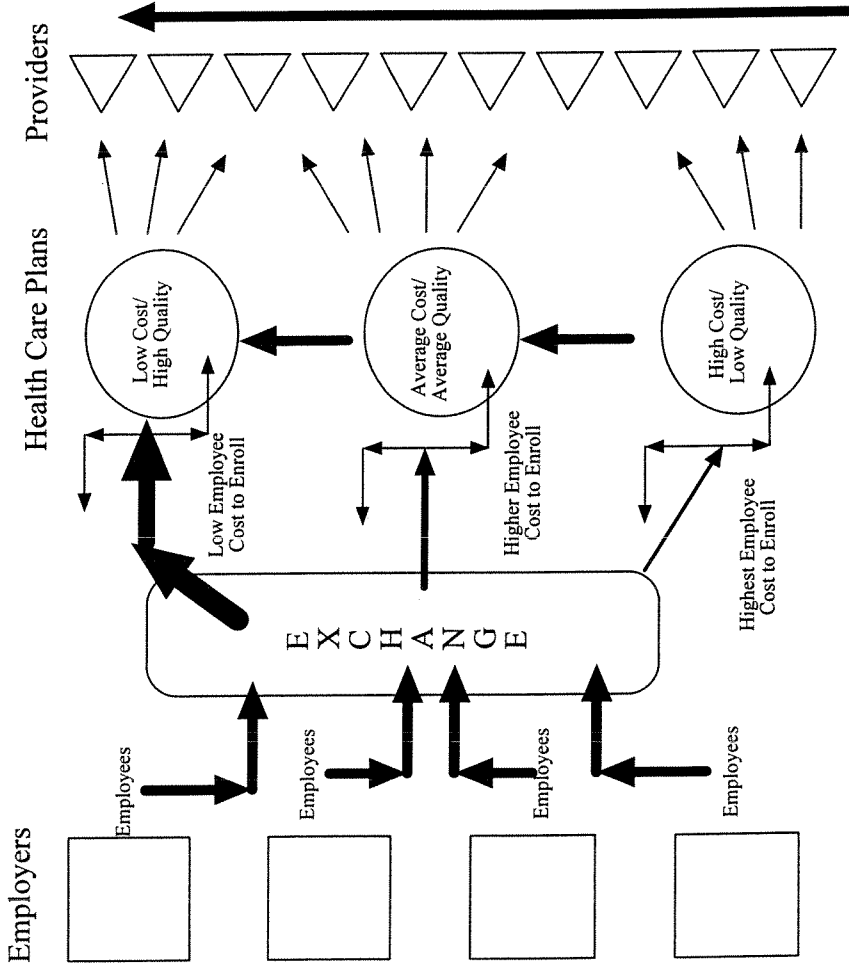 Employers
Health Care Plans
Providers
Employees
Employees
Employees
Employees
E
X
C
H
A
N
G
E
Low Employee
Cost to Enroll
Higher Employee
Cost to Enroll
Highest Employee
Cost to Enroll
Low Cost/
High Quality
Average Cost/
Average Quality
High Cost/
Low Quality